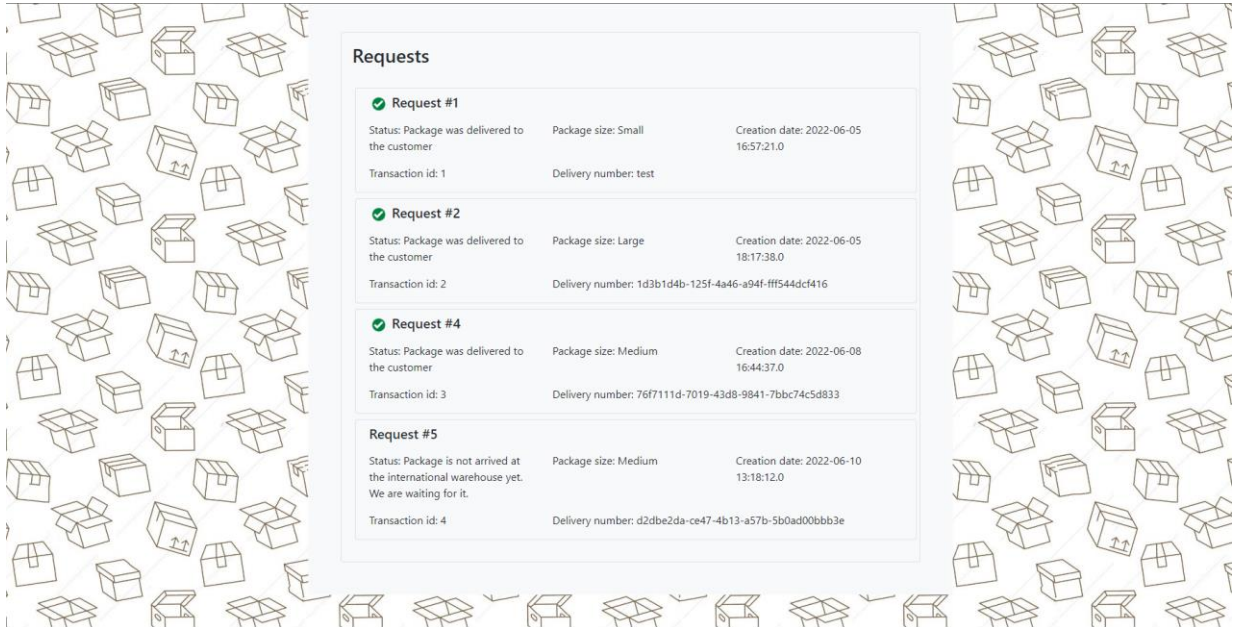 Requests
Request #1
Status: Package was delivered to
the customer
Package size: Small
Creation date: 2022-06-05
16:57:21.0
Transaction id: 1
Delivery number: test
Request #2
Status: Package was delivered to
the customer
Package size: Large
Creation date: 2022-06-05
18:17:38.0
Transaction id: 2
Delivery number: 1d3b1d4b-125f-4a46-a94f-fff544dcf416
Request #4
Status: Package was delivered to
the customer
Package size: Medium
Creation date: 2022-06-08
16:44:37.0
Transaction id: 3
Delivery number: 76f7111d-7019-43d8-9841-7bbc74c5d833
Request #5
Status: Package is not arrived at
the international warehouse yet.
We are waiting for it.
Package size: Medium
Creation date: 2022-06-10
13:18:12.0
Transaction id: 4
Delivery number: d2dbe2da-ce47-4b13-a57b-5b0ad00bbb3e